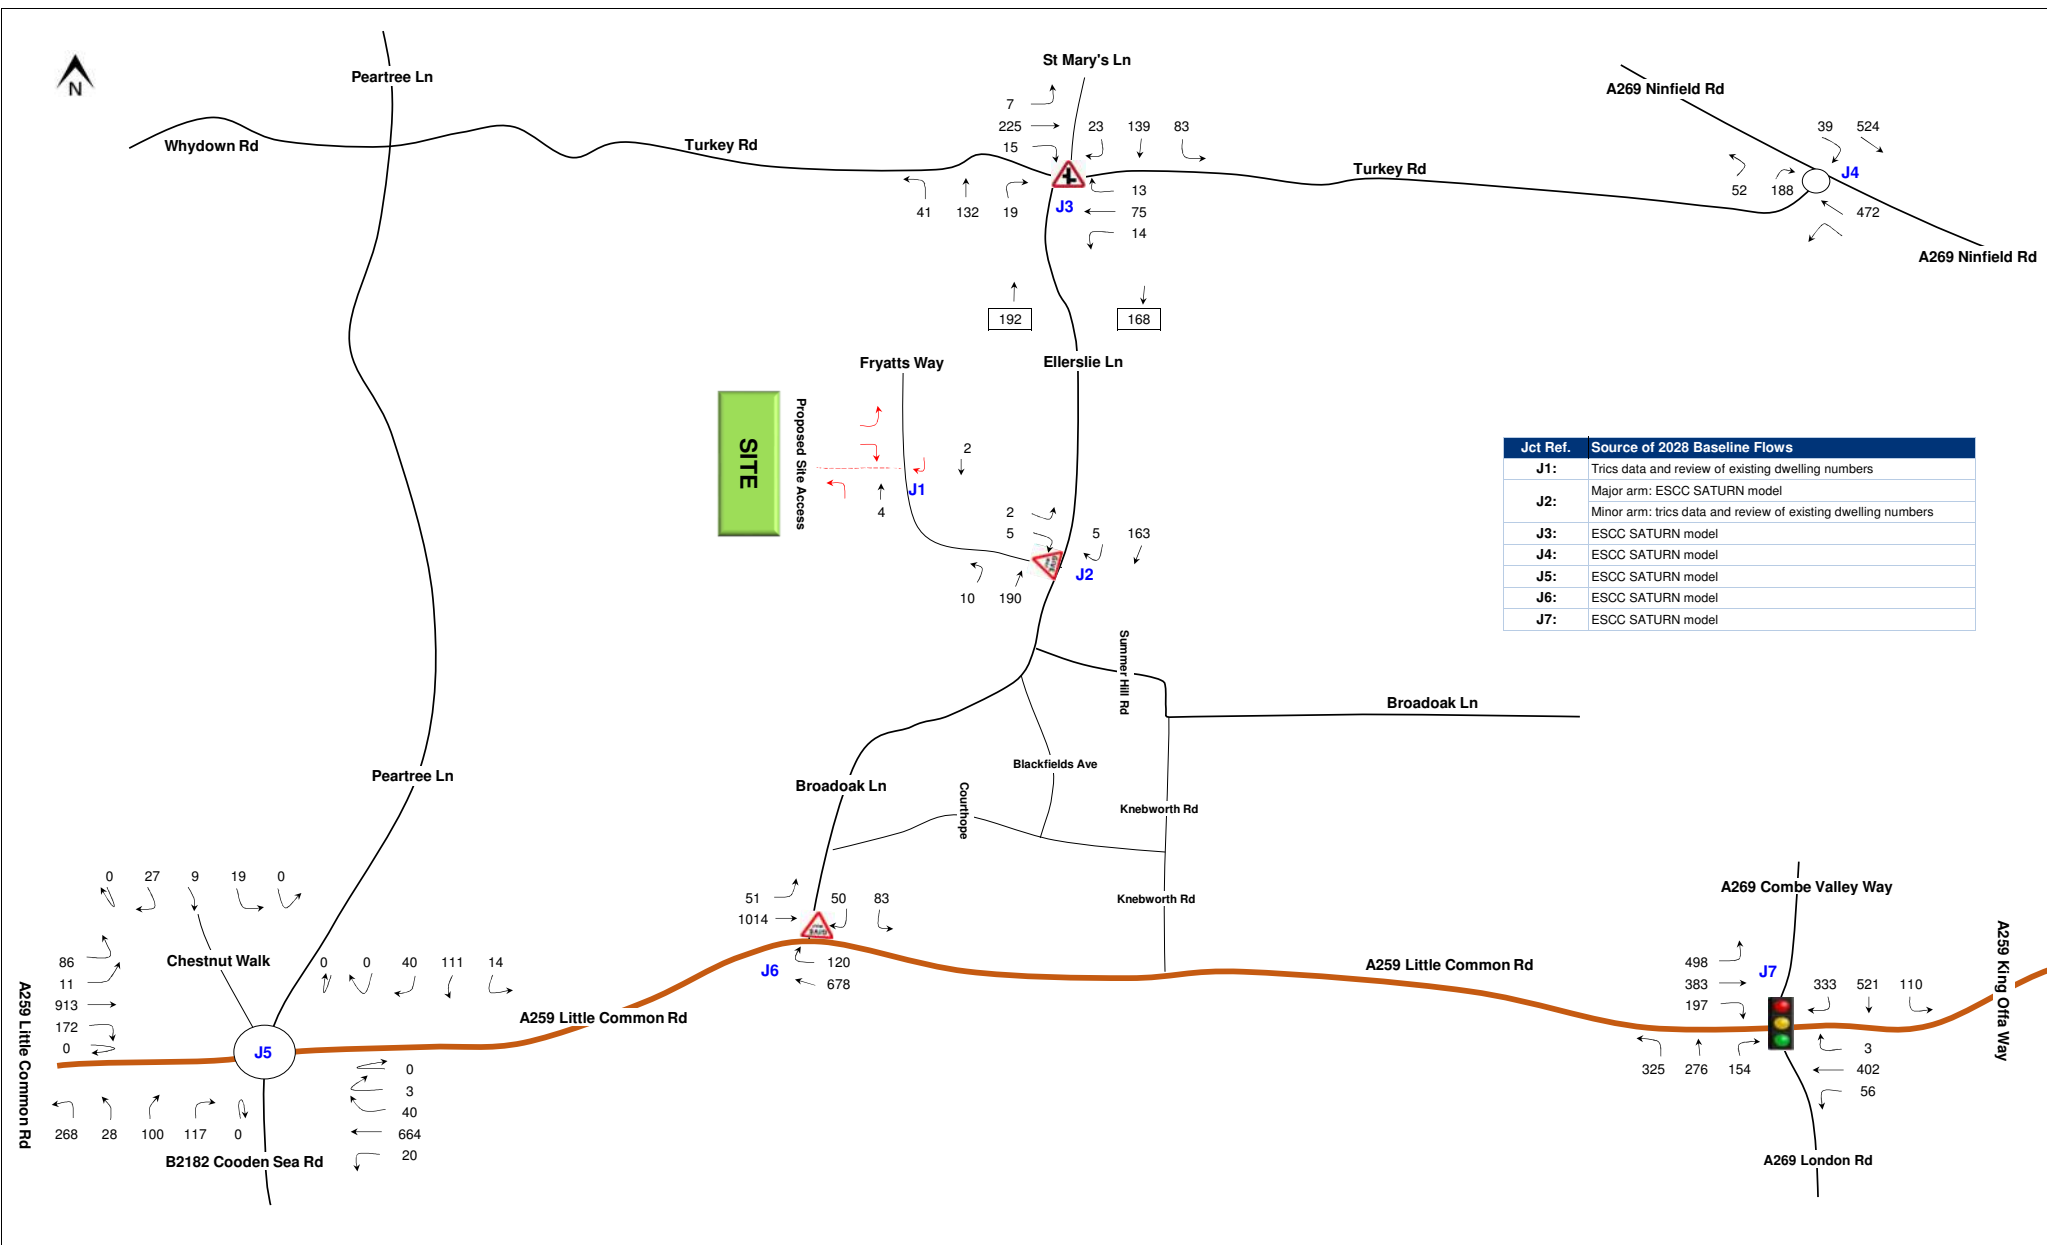 N
Peartree Ln
Whydown Rd
Turkey Rd
St Mary's Ln
7
225
15
23 139 83
41 132 19
J3
13
75
14
Turkey Rd
A269 Ninfield Rd
39 524
J4
52 188
472
A269 Ninfield Rd
192
168
Fryatts Way
Ellerslie Ln
SITE
Proposed Site Access
2
J1
4
2
5
5 163
J2
10 190
Jct Ref. Source of 2028 Baseline Flows
J1: Trics data and review of existing dwelling numbers
J2: Major arm: ESCC SATURN model
Minor arm: trics data and review of existing dwelling numbers
J3: ESCC SATURN model
J4: ESCC SATURN model
J5: ESCC SATURN model
J6: ESCC SATURN model
J7: ESCC SATURN model
Summer Hill Rd
Broadoak Ln
Blackfields Ave
Peartree Ln
Broadoak Ln
Courthope
Knebworth Rd
Knebworth Rd
0 27 9 19 0
51
1014
50 83
J6
120
678
A269 Combe Valley Way
Chestnut Walk
86
11
913
172
0
0 0 40 111 14
A259 Little Common Rd
A259 Little Common Rd
A259 Little Common Rd
J5
0
3
40
664
20
268 28 100 117 0
B2182 Cooden Sea Rd
498
383
197
J7
333 521 110
A259 King Offa Way
325 276 154
3
402
56
A269 London Rd